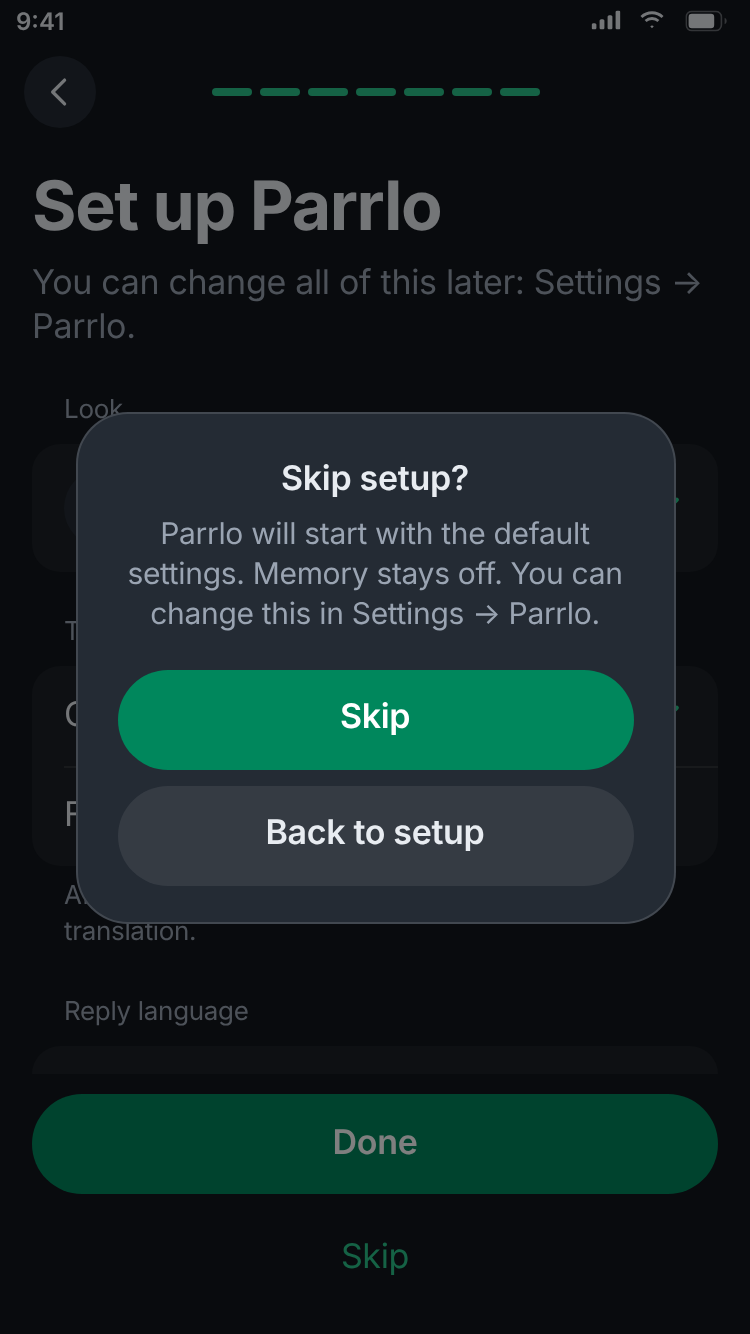 9:41
Set up Parrlo
You can change all of this later: Settings →
Parrlo.
Look
Skip setup?
Parrlo will start with the default
settings. Memory stays off. You can
change this in Settings → Parrlo.
Skip
Back to setup
translation.
Reply language
Done
Skip